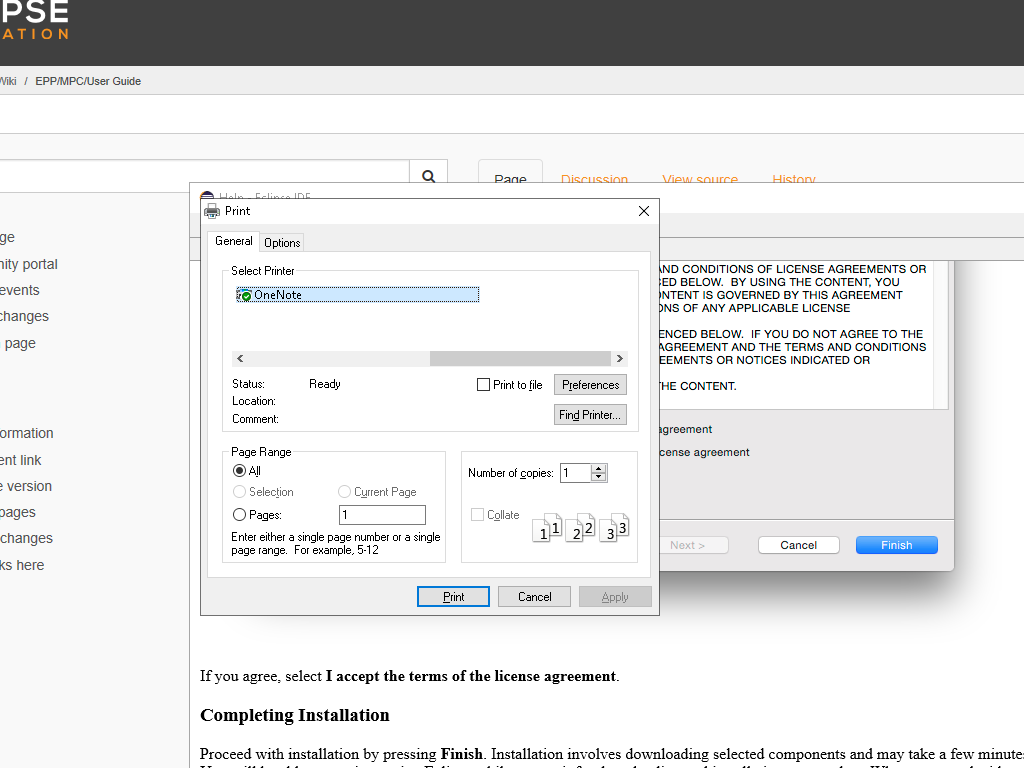 PSE
ATION
Wiki / EPP/MPC/User Guide
Page
Discussion
View source
History
Help - Eclipse IDE
Print
General
Options
Select Printer
OneNote
Status:
Ready
Print to file
Preferences
Location:
Comment:
Find Printer...
Page Range
All
Selection
Current Page
Pages:
1
Enter either a single page number or a single
page range. For example, 5-12
Number of copies:
1
Collate
1 1 2 2 3 3
Print
Cancel
Apply
AND CONDITIONS OF LICENSE AGREEMENTS OR
CED BELOW. BY USING THE CONTENT, YOU
ONTENT IS GOVERNED BY THIS AGREEMENT
ONS OF ANY APPLICABLE LICENSE
ENCED BELOW. IF YOU DO NOT AGREE TO THE
AGREEMENT AND THE TERMS AND CONDITIONS
EEMENTS OR NOTICES INDICATED OR
THE CONTENT.
agreement
cense agreement
Next >
Cancel
Finish
ge
nity portal
events
changes
page
ormation
ent link
e version
pages
changes
ks here
If you agree, select I accept the terms of the license agreement.
Completing Installation
Proceed with installation by pressing Finish. Installation involves downloading selected components and may take a few minutes